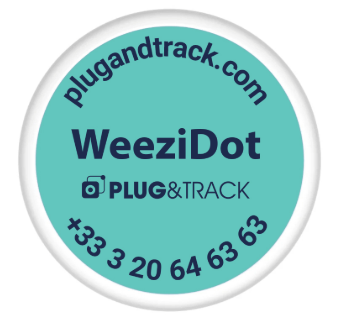 plugandtrack.com
WeeziDot
PLUG&TRACK
+33 3 20 64 63 63